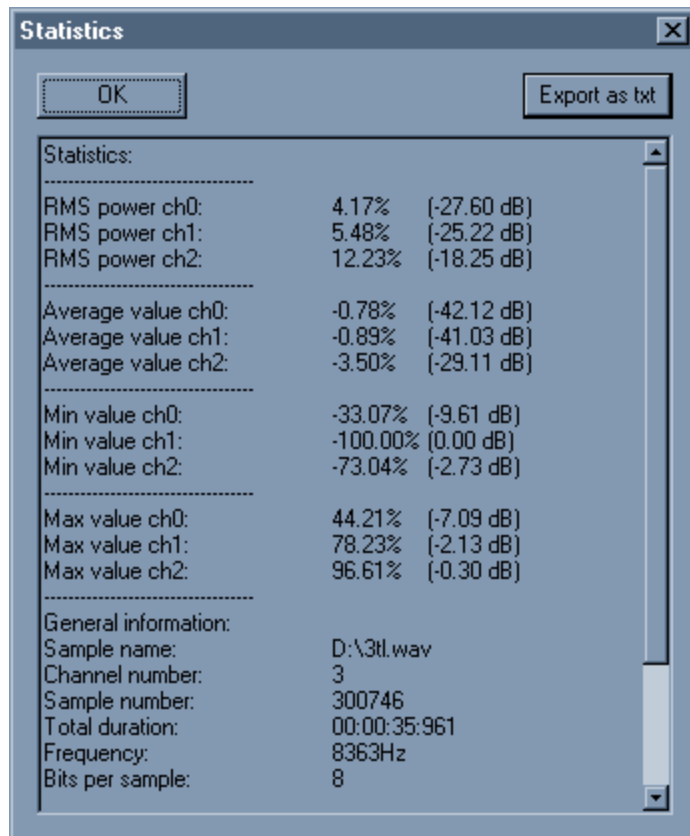 Statistics
OK
Export as txt
Statistics:
------------------------------
RMS power ch0: 4.17% (-27.60 dB)
RMS power ch1: 5.48% (-25.22 dB)
RMS power ch2: 12.23% (-18.25 dB)
------------------------------
Average value ch0: -0.78% (-42.12 dB)
Average value ch1: -0.89% (-41.03 dB)
Average value ch2: -3.50% (-29.11 dB)
------------------------------
Min value ch0: -33.07% (-9.61 dB)
Min value ch1: -100.00% (0.00 dB)
Min value ch2: -73.04% (-2.73 dB)
------------------------------
Max value ch0: 44.21% (-7.09 dB)
Max value ch1: 78.23% (-2.13 dB)
Max value ch2: 96.61% (-0.30 dB)
------------------------------
General information:
Sample name: D:\3tl.wav
Channel number: 3
Sample number: 300746
Total duration: 00:00:35:961
Frequency: 8363Hz
Bits per sample: 8